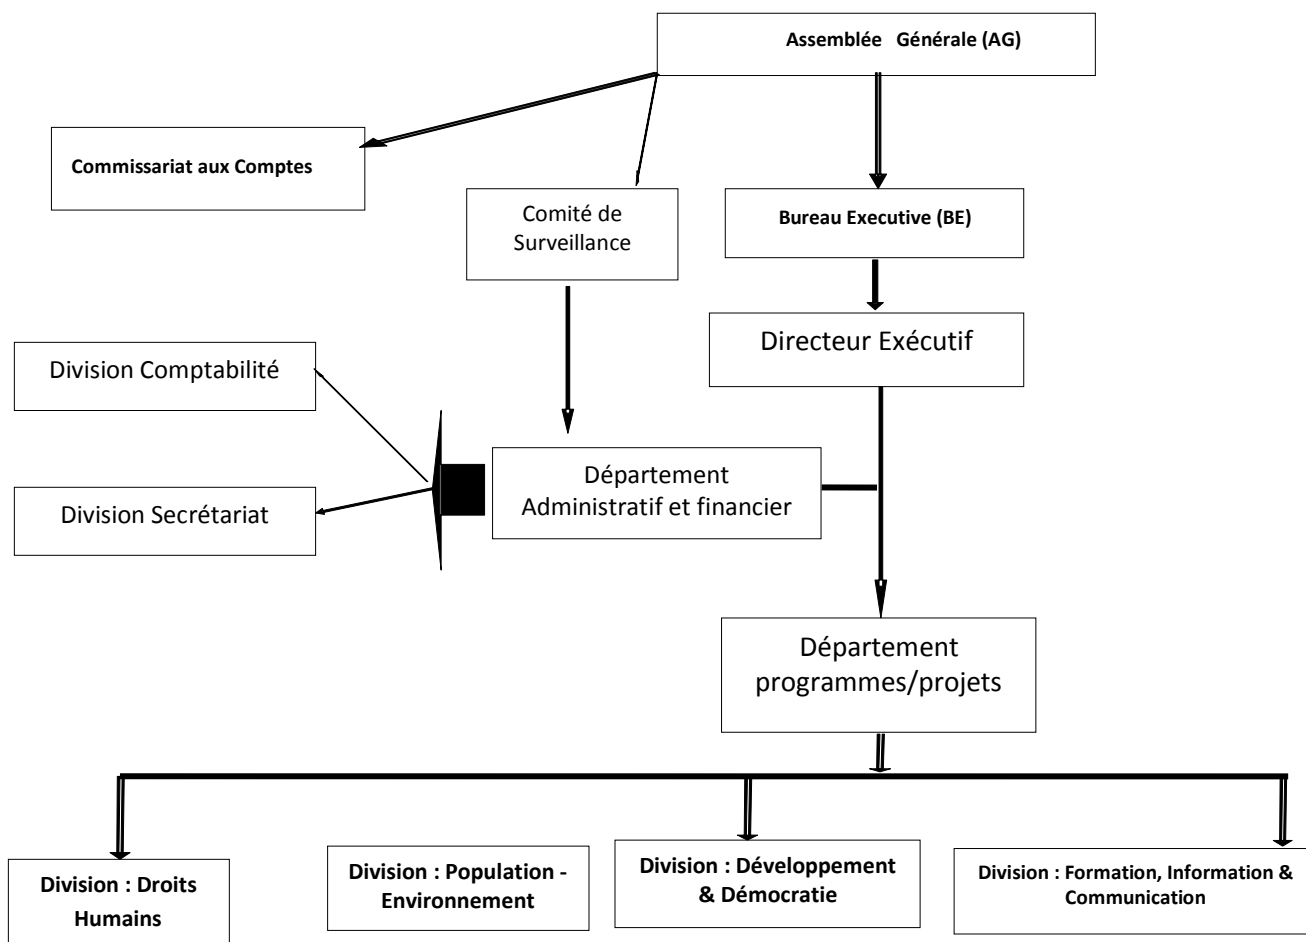 Assemblée Générale (AG)
Commissariat aux Comptes
Comité de
Surveillance
Bureau Executive (BE)
Directeur Exécutif
Division Comptabilité
Département
Administratif et financier
Division Secrétariat
Département
programmes/projets
Division : Droits
Humains
Division : Population -
Environnement
Division : Développement
& Démocratie
Division : Formation, Information &
Communication